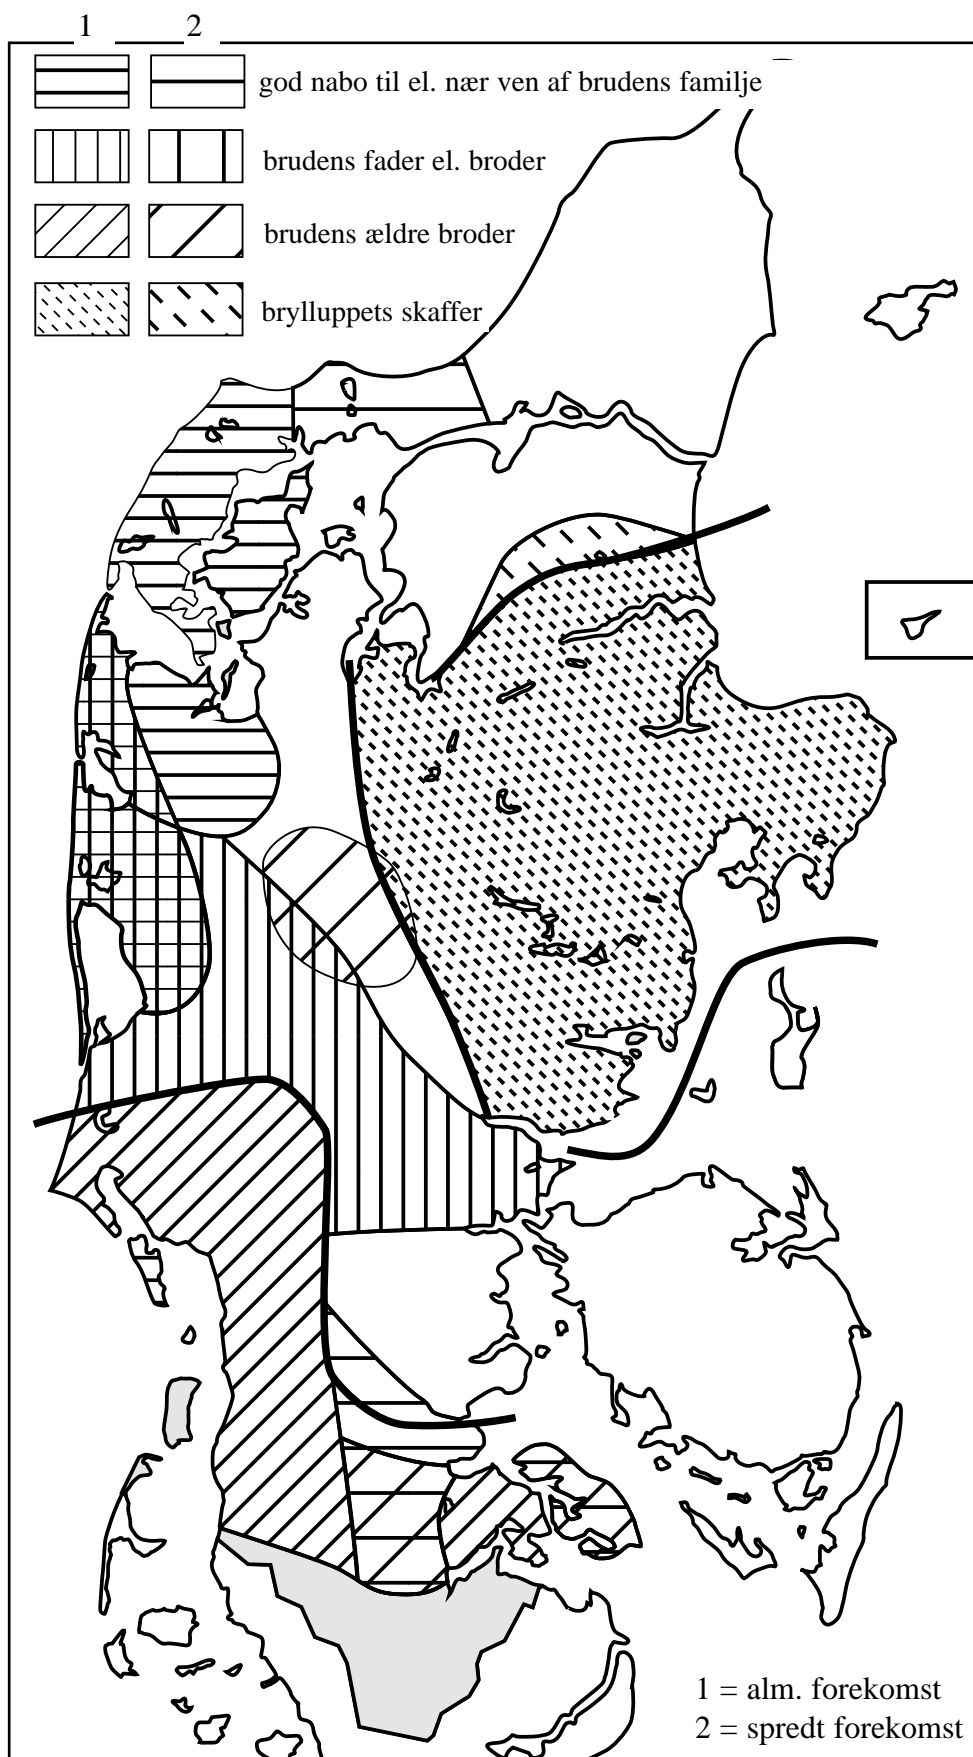 1 2
god nabo til el. nær ven af brudens familje
brudens fader el. broder
brudens ældre broder
brylluppets skaffer
1 = alm. forekomst
2 = spredt forekomst